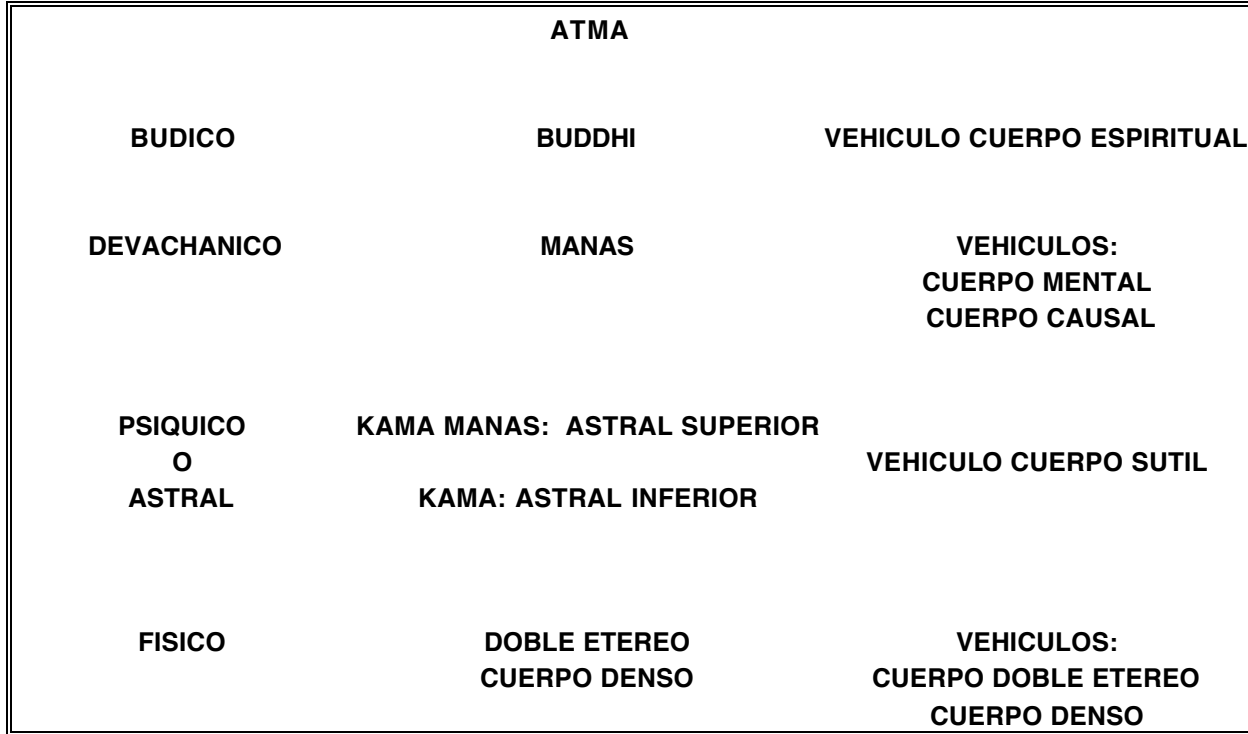 ATMA
BUDICO BUDDHI VEHICULO CUERPO ESPIRITUAL
DEVACHANICO MANAS VEHICULOS:
CUERPO MENTAL
CUERPO CAUSAL
PSIQUICO KAMA MANAS: ASTRAL SUPERIOR
O VEHICULO CUERPO SUTIL
ASTRAL KAMA: ASTRAL INFERIOR
FISICO DOBLE ETEREO VEHICULOS:
CUERPO DENSO CUERPO DOBLE ETEREO
CUERPO DENSO